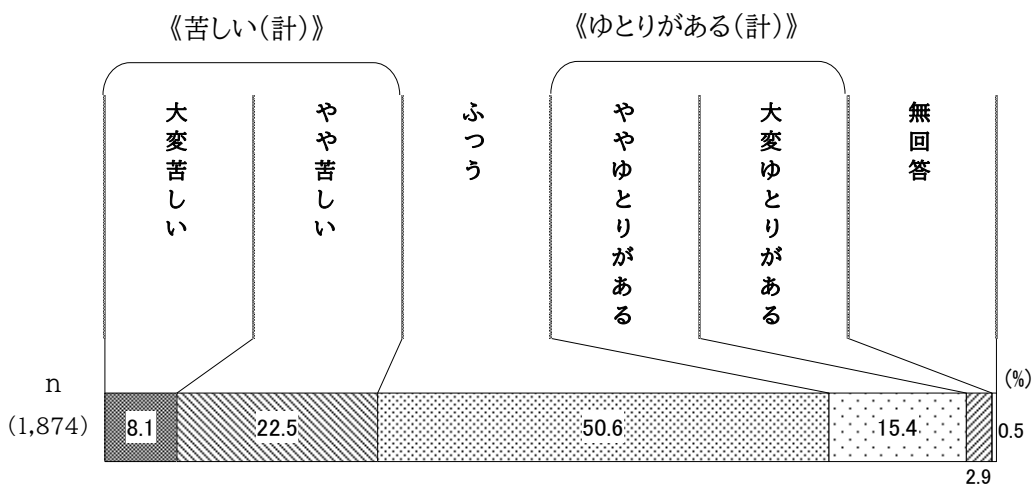 《苦しい(計)》
《ゆとりがある(計)》
大変苦しい
やや苦しい
ふつう
ややゆとりがある
大変ゆとりがある
無回答
n
(%)
(1,874)
8.1
22.5
50.6
15.4
0.5
2.9